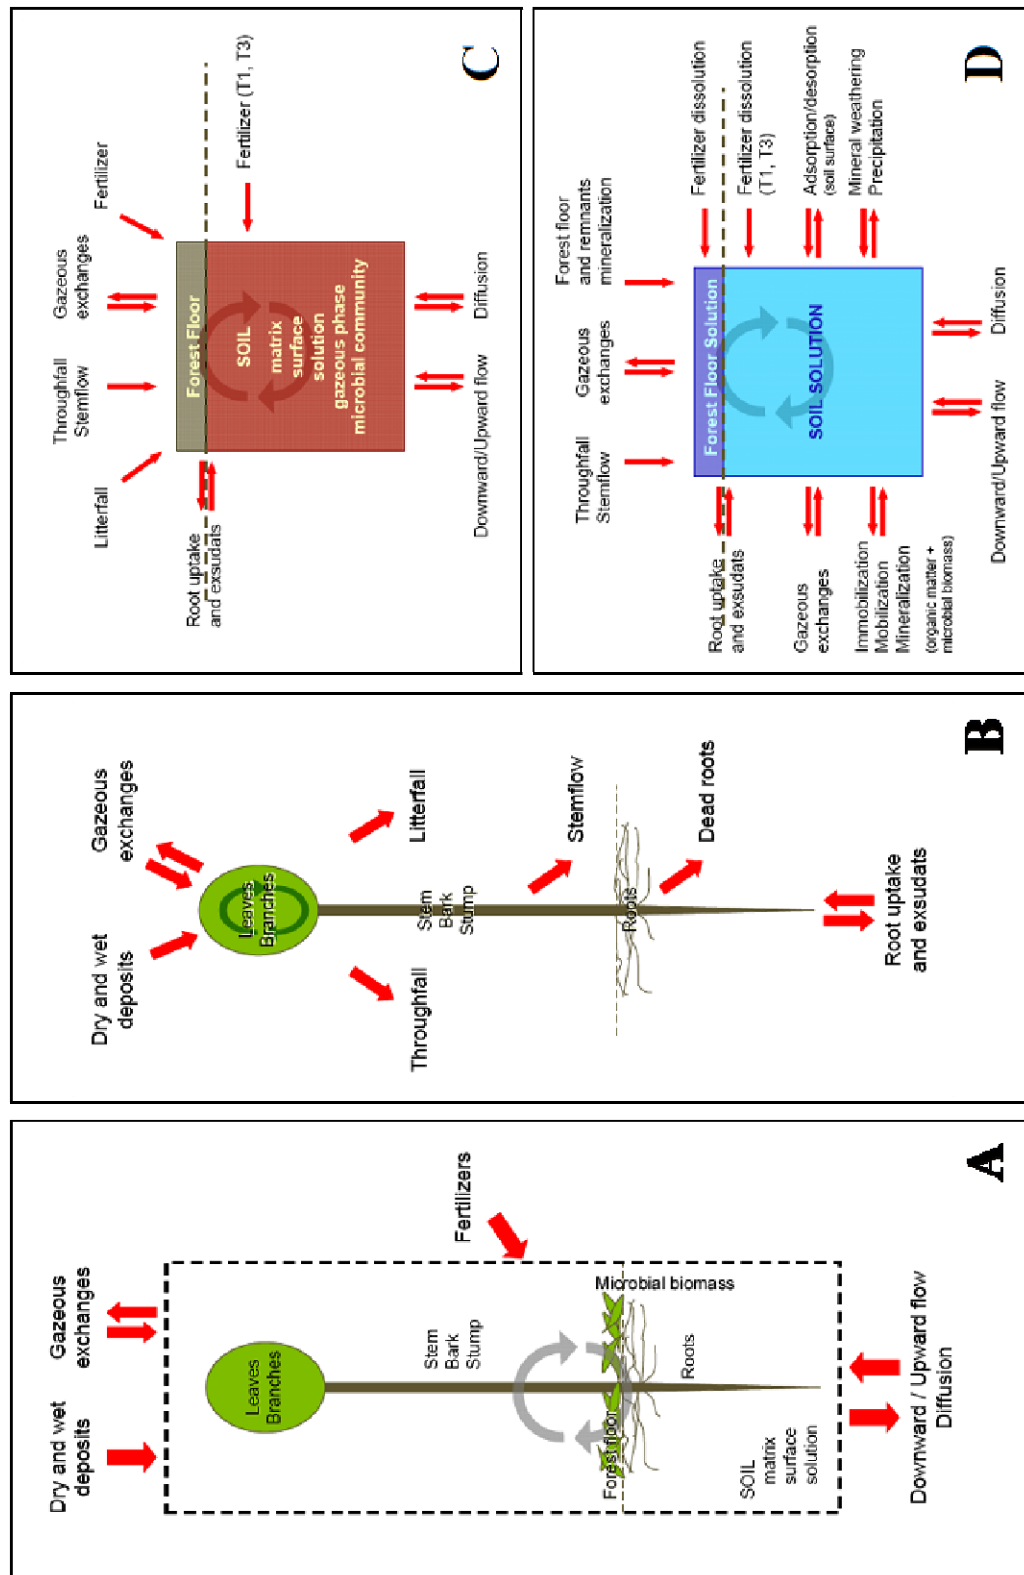 Dry and wet
deposits
Gazeous
exchanges
Fertilizers
Leaves
Branches
Stem
Bark
Stump
Forest floor
Microbial biomass
Roots
SOIL
matrix
surface
solution
Downward / Upward flow
Diffusion
A
Dry and wet
deposits
Gazeous
exchanges
Leaves
Branches
Throughfall
Litterfall
Stem
Bark
Stump
Stemflow
Roots
Dead roots
Root uptake
and exsudats
B
Litterfall
Throughfall
Stemflow
Gazeous
exchanges
Fertilizer
Forest Floor
Fertilizer (T1, T3)
Root uptake
and exsudats
SOIL
matrix
surface
solution
gazeous phase
microbial community
Downward/Upward flow
Diffusion
C
Throughfall
Stemflow
Gazeous
exchanges
Forest floor
and remnants
mineralization
Forest Floor Solution
Fertilizer dissolution
Root uptake
and exsudats
Fertilizer dissolution
(T1, T3)
Gazeous
exchanges
SOIL SOLUTION
Adsorption/desorption
(soil surface)
Immobilization
Mobilization
Mineralization
(organic matter +
microbial biomass)
Mineral weathering
Precipitation
Downward/Upward flow
Diffusion
D